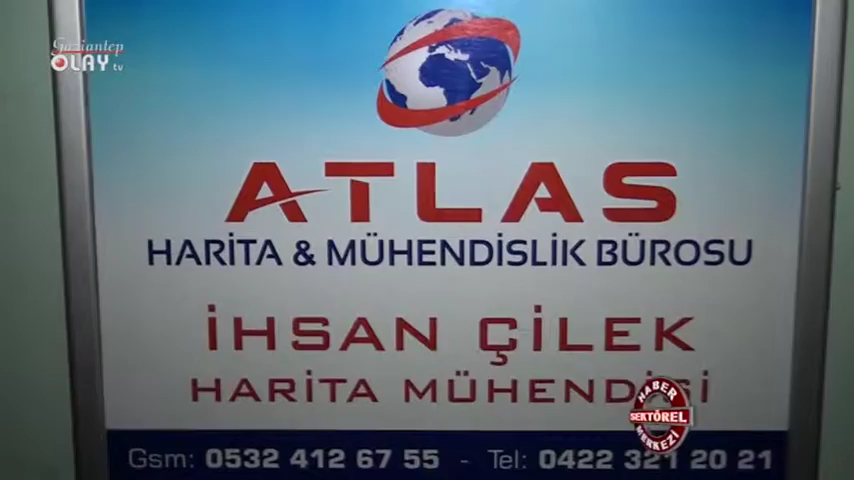 Gaziantep
OLAY tv
ATLAS
HARİTA & MÜHENDİSLİK BÜROSU
İHSAN ÇİLEK
HARİTA MÜHENDİSİ
HABER
SEKTÖREL
MERKEZİ
Gsm: 0532 412 67 55 - Tel: 0422 321 20 21